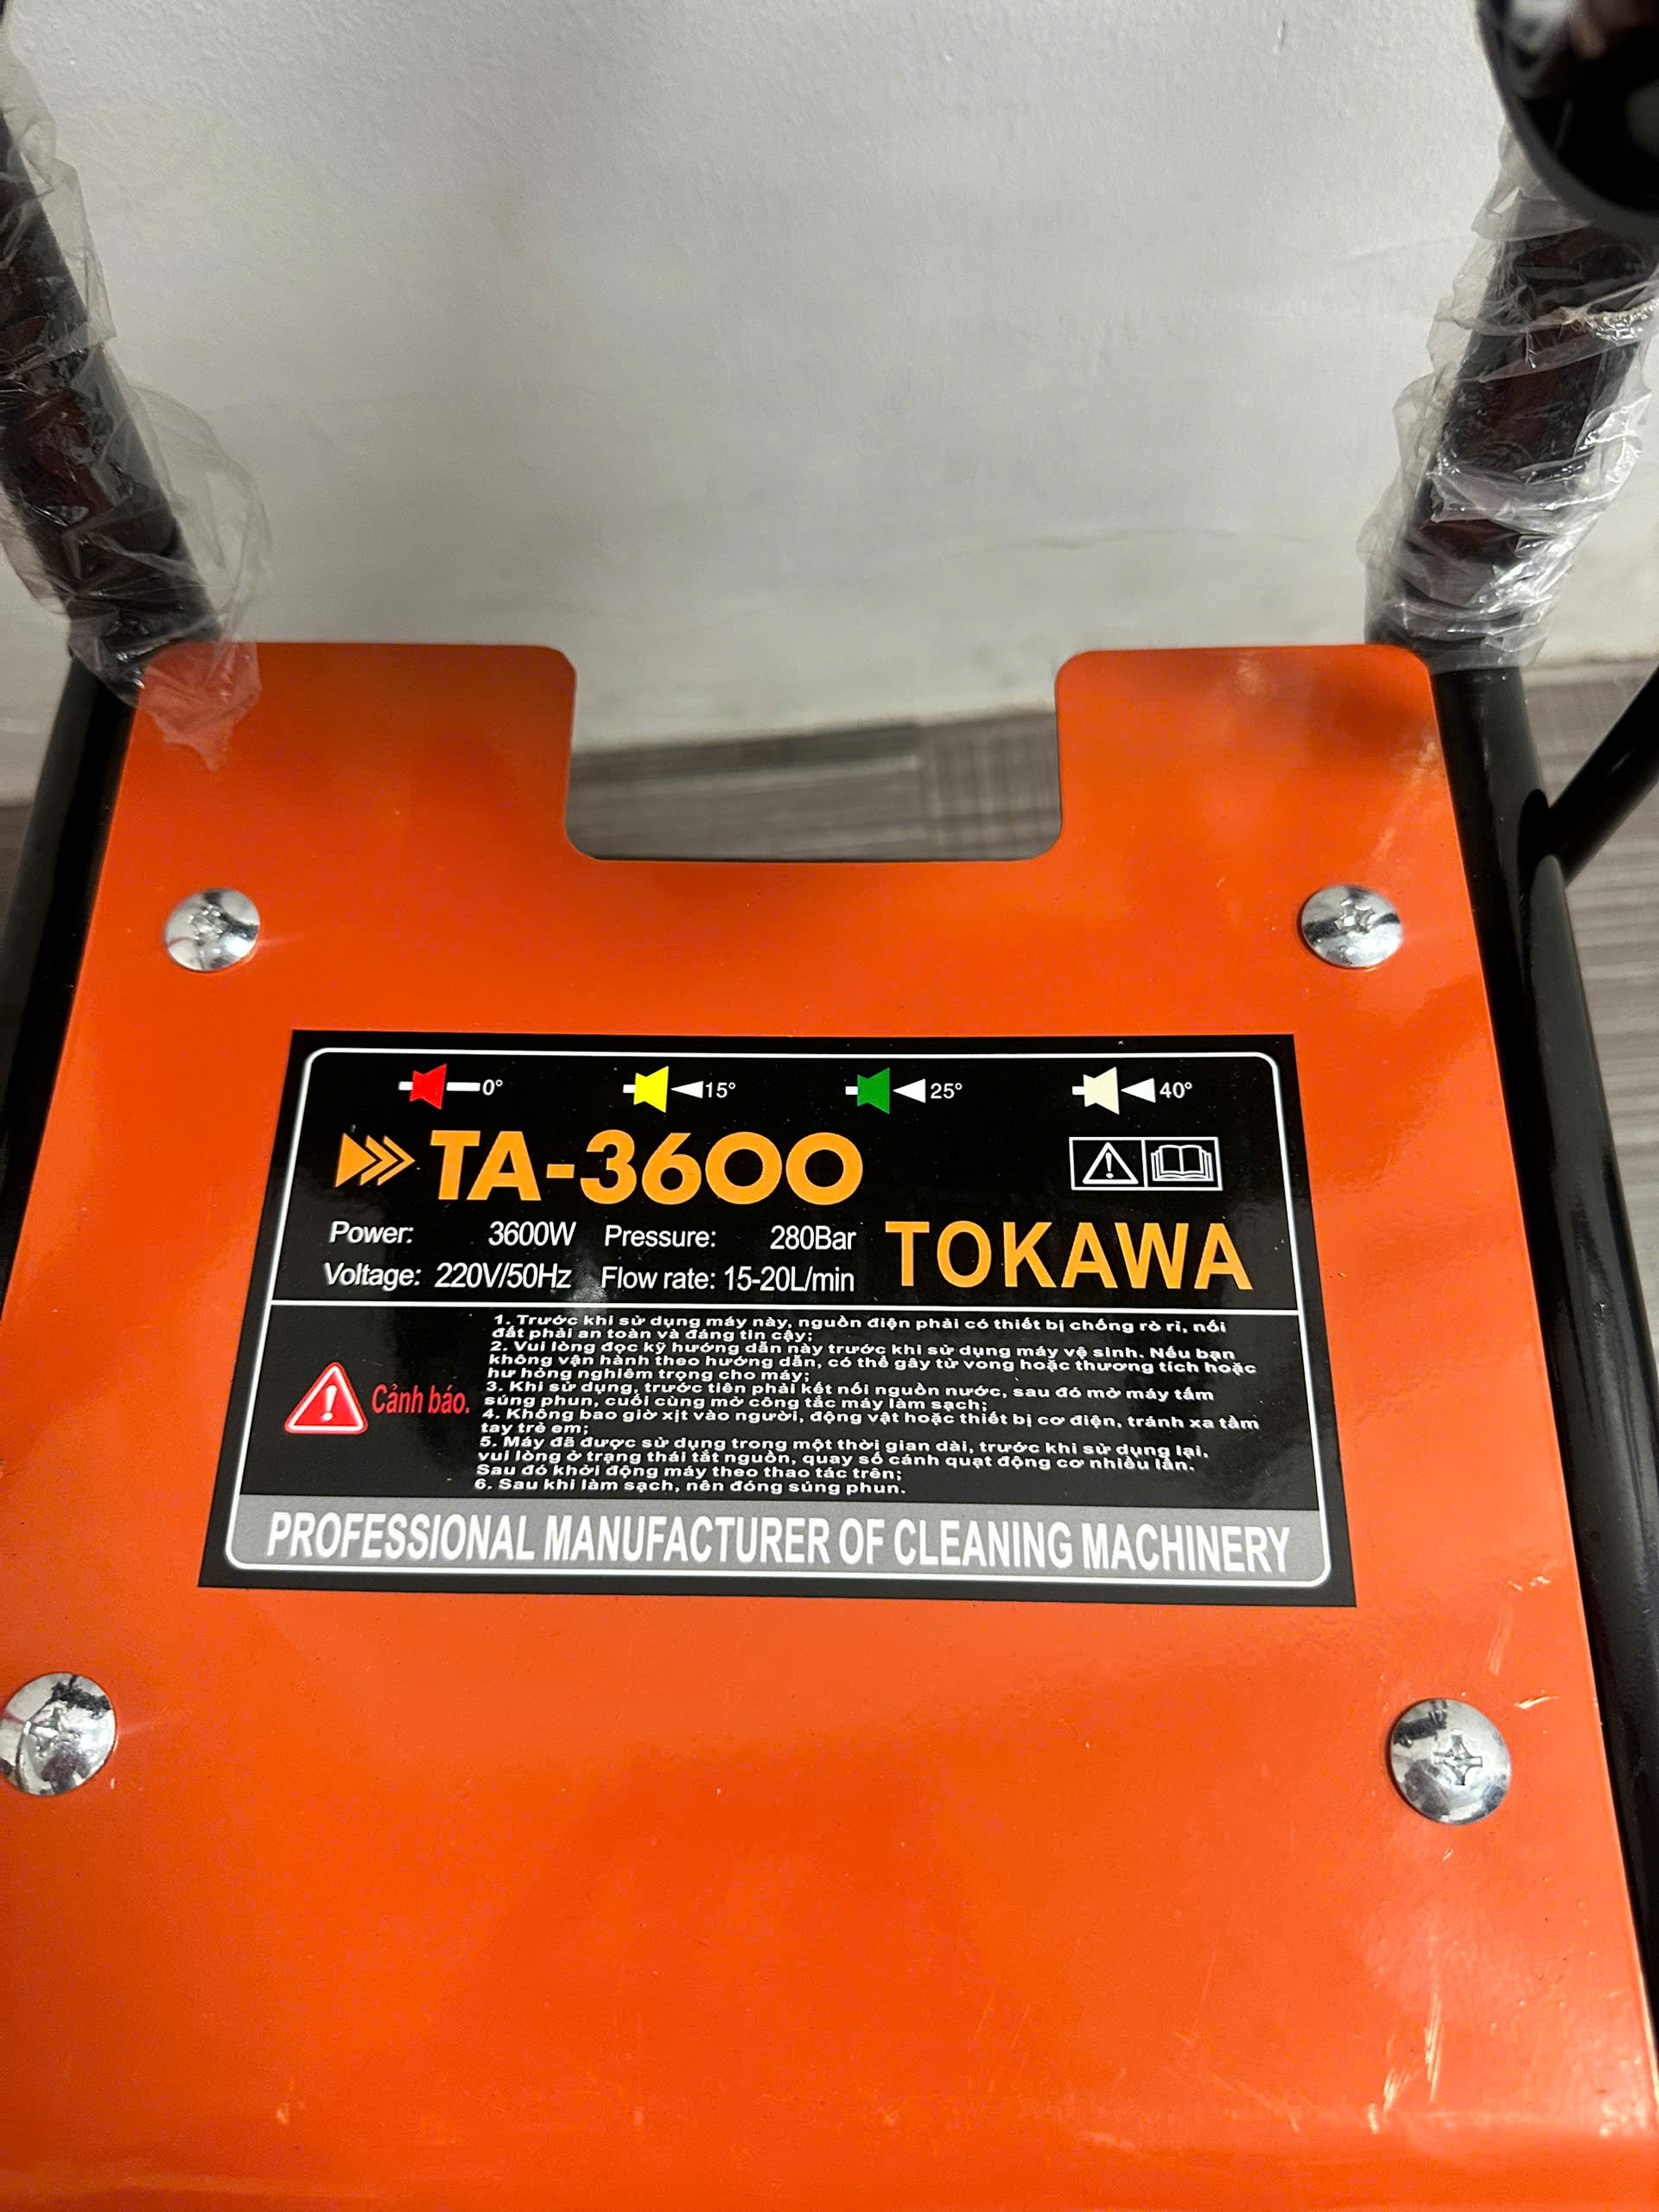 0° 15° 25° 40°
TA-3600
Power: 3600W Pressure: 280Bar
Voltage: 220V/50Hz Flow rate: 15-20L/min
TOKAWA
Cảnh báo.
1. Trước khi sử dụng máy này, nguồn điện phải có thiết bị chống rò rỉ, nối
đất phải an toàn và đáng tin cậy;
2. Vui lòng đọc kỹ hướng dẫn này trước khi sử dụng máy vệ sinh. Nếu bạn
không vận hành theo hướng dẫn, có thể gây tử vong hoặc thương tích hoặc
hư hỏng nghiêm trọng cho máy;
3. Khi sử dụng, trước tiên phải kết nối nguồn nước, sau đó mở máy tắm
súng phun, cuối cùng mở công tắc máy làm sạch;
4. Không bao giờ xịt vào người, động vật hoặc thiết bị cơ điện, tránh xa tầm
tay trẻ em;
5. Máy đã được sử dụng trong một thời gian dài, trước khi sử dụng lại,
vui lòng ở trạng thái tắt nguồn, quay số cánh quạt động cơ nhiều lần.
Sau đó khởi động máy theo thao tác trên;
6. Sau khi làm sạch, nên đóng súng phun.
PROFESSIONAL MANUFACTURER OF CLEANING MACHINERY